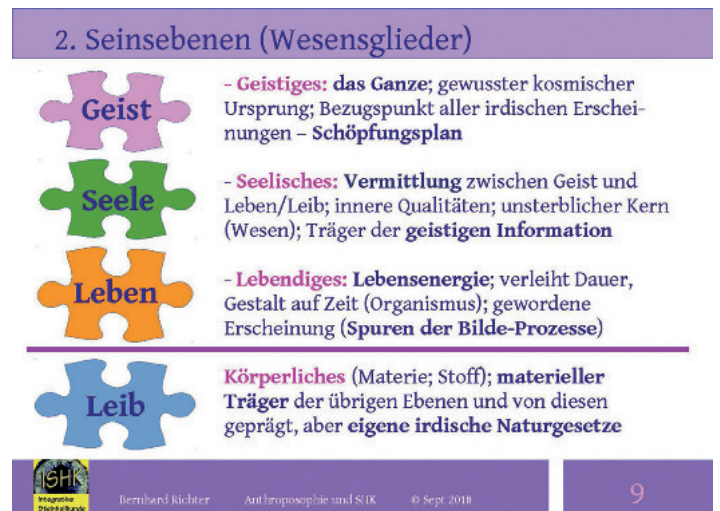 2. Seinsebenen (Wesensglieder)
Geist
- Geistiges: das Ganze; gewusster kosmischer
Ursprung; Bezugspunkt aller irdischen Erschei-
nungen – Schöpfungsplan
Seele
- Seelisches: Vermittlung zwischen Geist und
Leben/Leib; innere Qualitäten; unsterblicher Kern
(Wesen); Träger der geistigen Information
Leben
- Lebendiges: Lebensenergie; verleiht Dauer,
Gestalt auf Zeit (Organismus); gewordene
Erscheinung (Spuren der Bilde-Prozesse)
Leib
Körperliches (Materie; Stoff); materieller
Träger der übrigen Ebenen und von diesen
geprägt, aber eigene irdische Naturgesetze
ISHK
Integrative
Steinheilkunde
Bernhard Richter Anthroposophie und SHK © Sept 2018
9